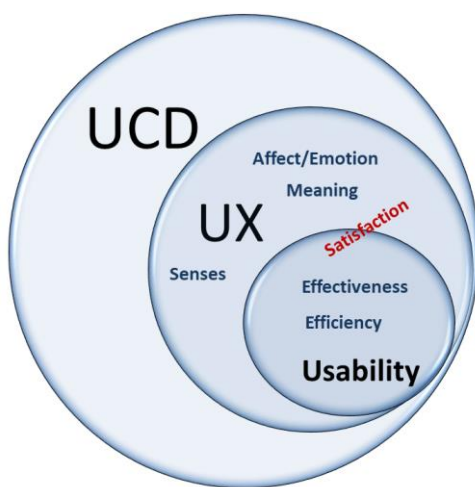 UCD
Affect/Emotion
Meaning
UX
Satisfaction
Senses
Effectiveness
Efficiency
Usability